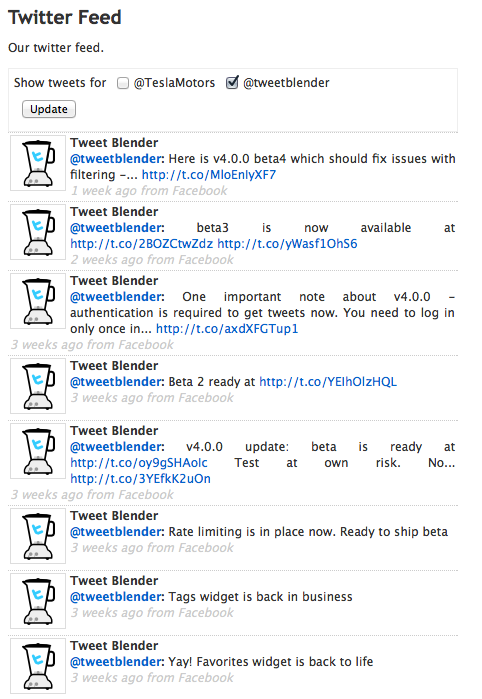 Twitter Feed
Our twitter feed.
Show tweets for @TeslaMotors @tweetblender
Update
Tweet Blender
@tweetblender: Here is v4.0.0 beta4 which should fix issues with
filtering -... http://t.co/MloEnlyXF7
1 week ago from Facebook
Tweet Blender
@tweetblender: beta3 is now available at
http://t.co/2BOZCtwZdz http://t.co/yWasf1OhS6
2 weeks ago from Facebook
Tweet Blender
@tweetblender: One important note about v4.0.0 -
authentication is required to get tweets now. You need to log in
only once in... http://t.co/axdXFGTup1
3 weeks ago from Facebook
Tweet Blender
@tweetblender: Beta 2 ready at http://t.co/YEIhOlzHQL
3 weeks ago from Facebook
Tweet Blender
@tweetblender: v4.0.0 update: beta is ready at
http://t.co/oy9gSHAoIc Test at own risk. No...
http://t.co/3YEfkK2uOn
3 weeks ago from Facebook
Tweet Blender
@tweetblender: Rate limiting is in place now. Ready to ship beta
3 weeks ago from Facebook
Tweet Blender
@tweetblender: Tags widget is back in business
3 weeks ago from Facebook
Tweet Blender
@tweetblender: Yay! Favorites widget is back to life
3 weeks ago from Facebook